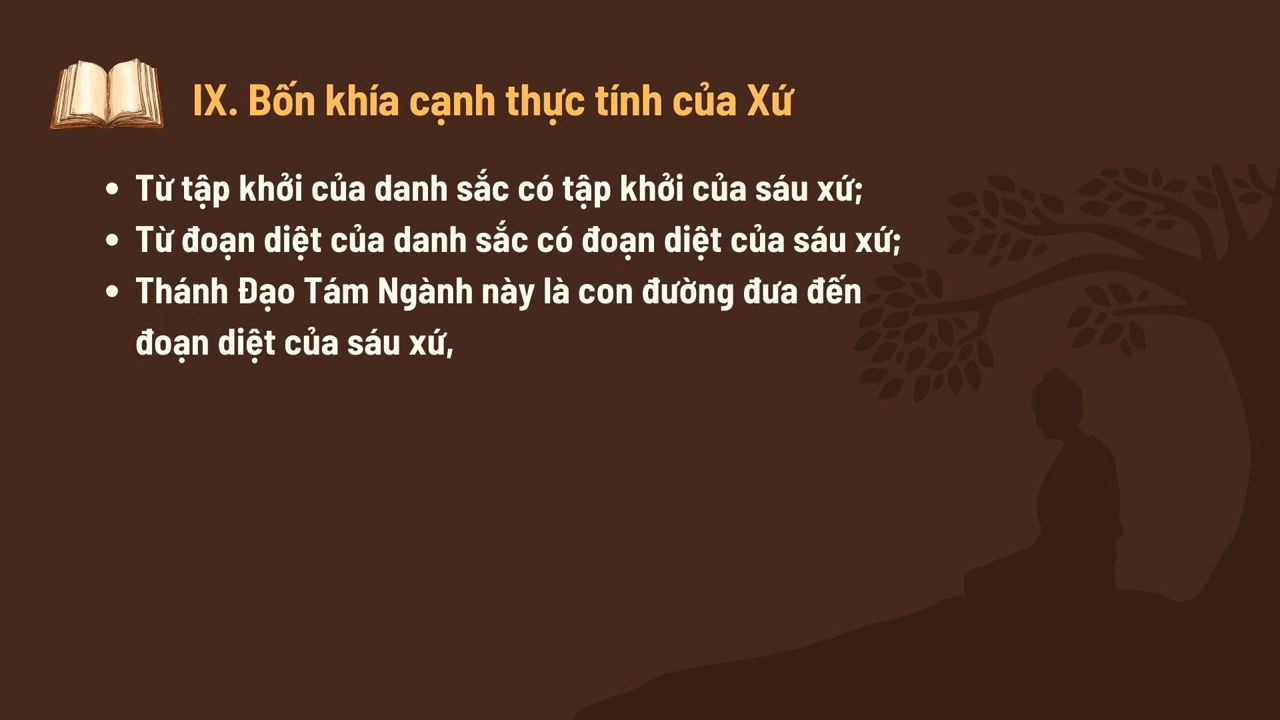 IX. Bốn khía cạnh thực tính của Xứ
• Từ tập khởi của danh sắc có tập khởi của sáu xứ;
• Từ đoạn diệt của danh sắc có đoạn diệt của sáu xứ;
• Thánh Đạo Tám Ngành này là con đường đưa đến
đoạn diệt của sáu xứ,